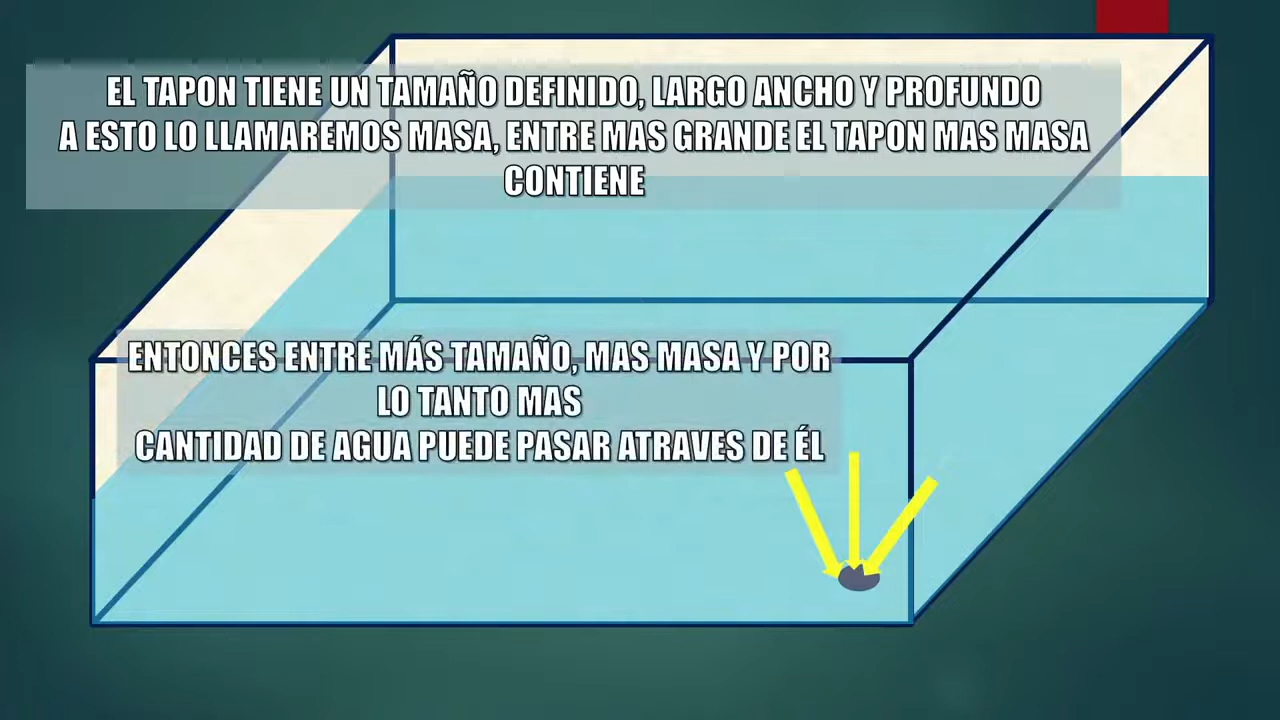 EL TAPON TIENE UN TAMAÑO DEFINIDO, LARGO ANCHO Y PROFUNDO
A ESTO LO LLAMAREMOS MASA, ENTRE MAS GRANDE EL TAPON MAS MASA
CONTIENE
ENTONCES ENTRE MÁS TAMAÑO, MAS MASA Y POR
LO TANTO MAS
CANTIDAD DE AGUA PUEDE PASAR ATRAVES DE ÉL